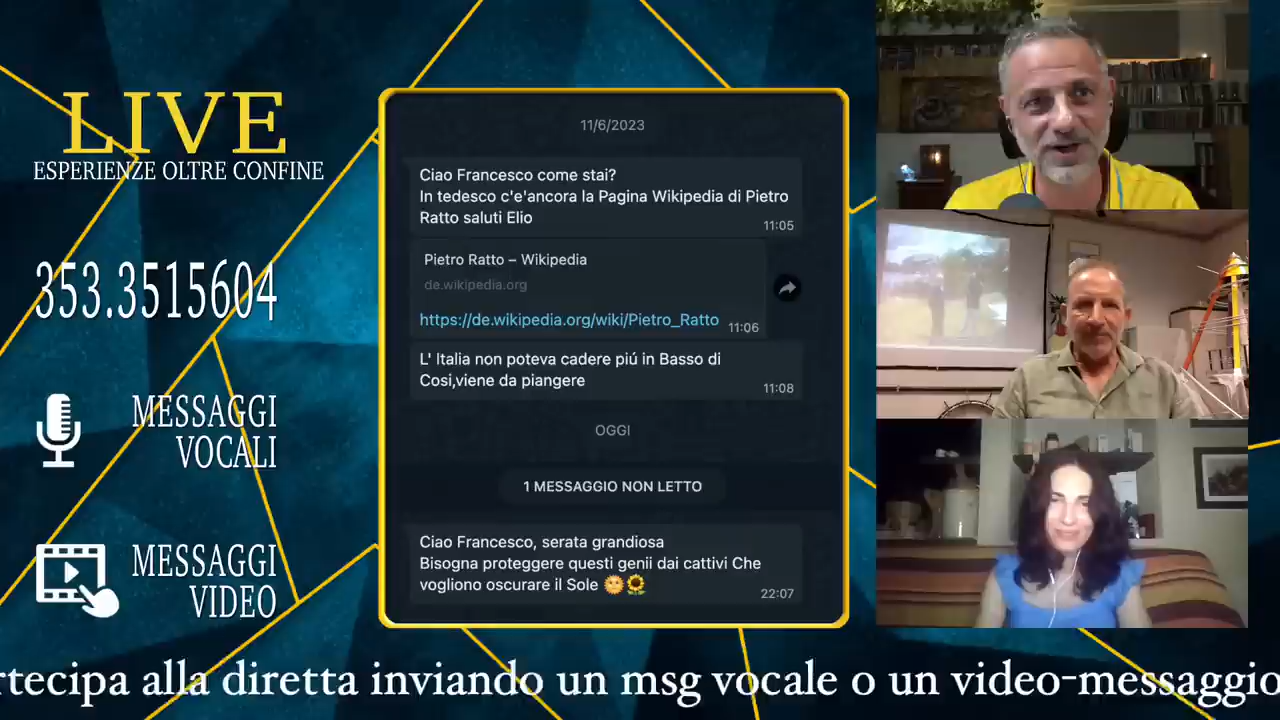 LIVE
ESPERIENZE OLTRE CONFINE
353.3515604
MESSAGGI
VOCALI
MESSAGGI
VIDEO
11/6/2023
Ciao Francesco come stai?
In tedesco c'e'ancora la Pagina Wikipedia di Pietro
Ratto saluti Elio
11:05
Pietro Ratto – Wikipedia
de.wikipedia.org
https://de.wikipedia.org/wiki/Pietro_Ratto 11:06
L' Italia non poteva cadere piú in Basso di
Cosi,viene da piangere
11:08
OGGI
1 MESSAGGIO NON LETTO
Ciao Francesco, serata grandiosa
Bisogna proteggere questi genii dai cattivi Che
vogliono oscurare il Sole 🌞🌻
22:07
rtecipa alla diretta inviando un msg vocale o un video-messaggio